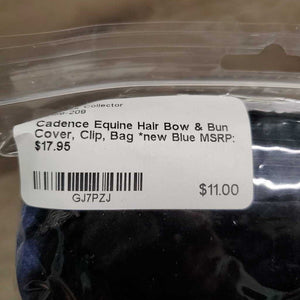 Collector
Cadence Equine Hair Bow & Bun
Cover, Clip, Bag *new Blue MSRP:
$17.95
GJ7PZJ
$11.00